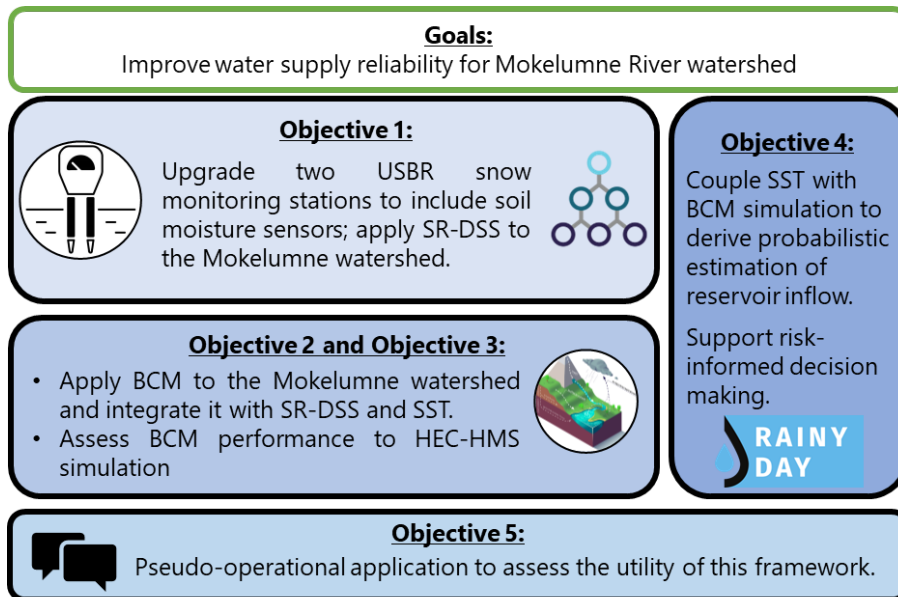 Goals:
Improve water supply reliability for Mokelumne River watershed
Objective 1:
Upgrade two USBR snow
monitoring stations to include soil
moisture sensors; apply SR-DSS to
the Mokelumne watershed.
Objective 2 and Objective 3:
• Apply BCM to the Mokelumne watershed
and integrate it with SR-DSS and SST.
• Assess BCM performance to HEC-HMS
simulation
Objective 4:
Couple SST with
BCM simulation to
derive probabilistic
estimation of
reservoir inflow.
Support risk-
informed decision
making.
RAINY
DAY
Objective 5:
Pseudo-operational application to assess the utility of this framework.